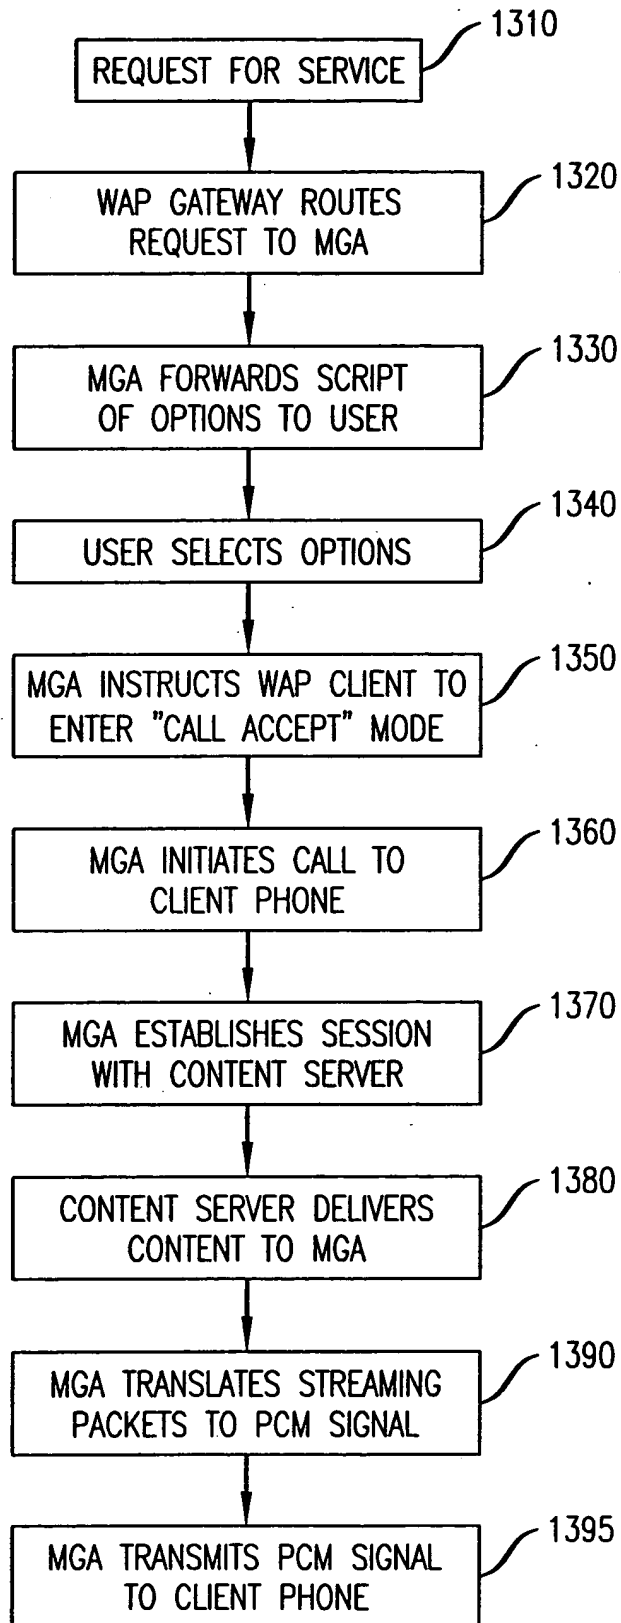 1310
REQUEST FOR SERVICE
1320
WAP GATEWAY ROUTES
REQUEST TO MGA
1330
MGA FORWARDS SCRIPT
OF OPTIONS TO USER
1340
USER SELECTS OPTIONS
1350
MGA INSTRUCTS WAP CLIENT TO
ENTER "CALL ACCEPT" MODE
1360
MGA INITIATES CALL TO
CLIENT PHONE
1370
MGA ESTABLISHES SESSION
WITH CONTENT SERVER
1380
CONTENT SERVER DELIVERS
CONTENT TO MGA
1390
MGA TRANSLATES STREAMING
PACKETS TO PCM SIGNAL
1395
MGA TRANSMITS PCM SIGNAL
TO CLIENT PHONE